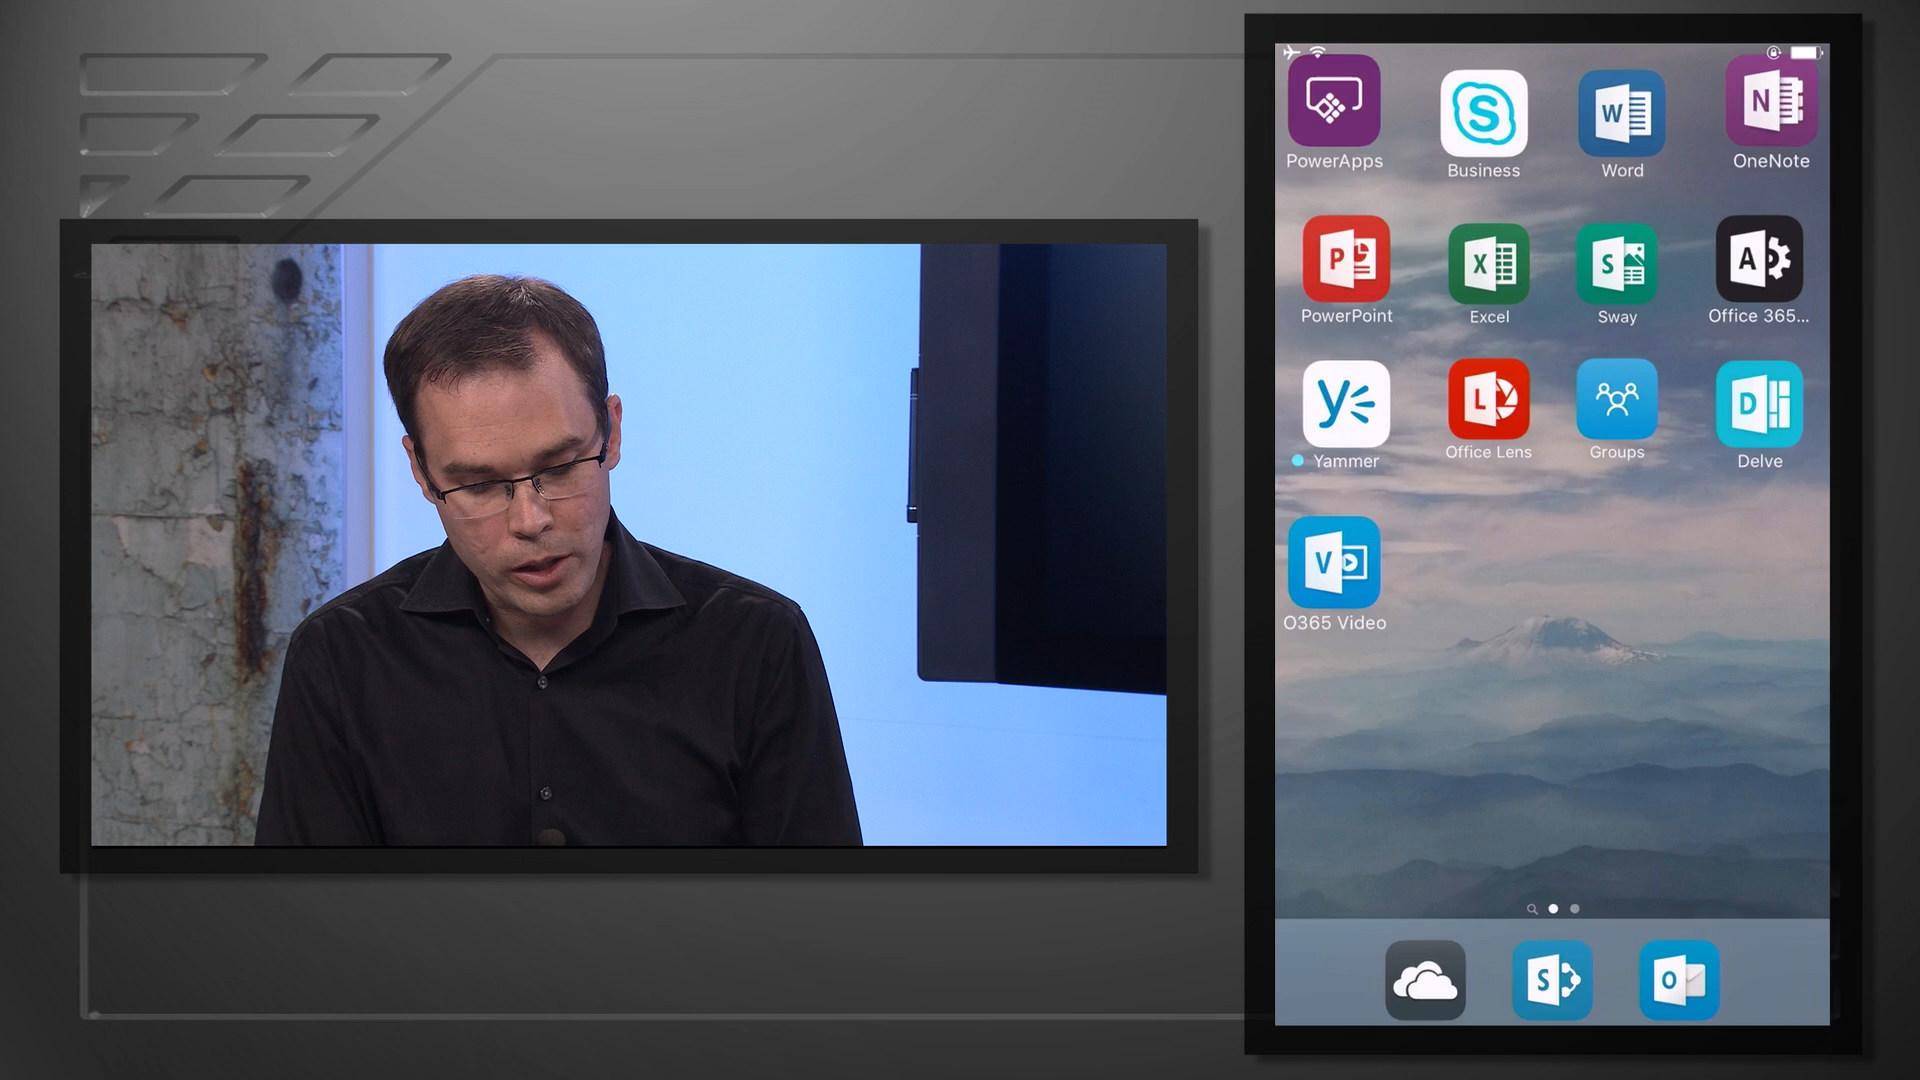 PowerApps
Business
Word
OneNote
PowerPoint
Excel
Sway
Office 365...
Yammer
Office Lens
Groups
Delve
O365 Video